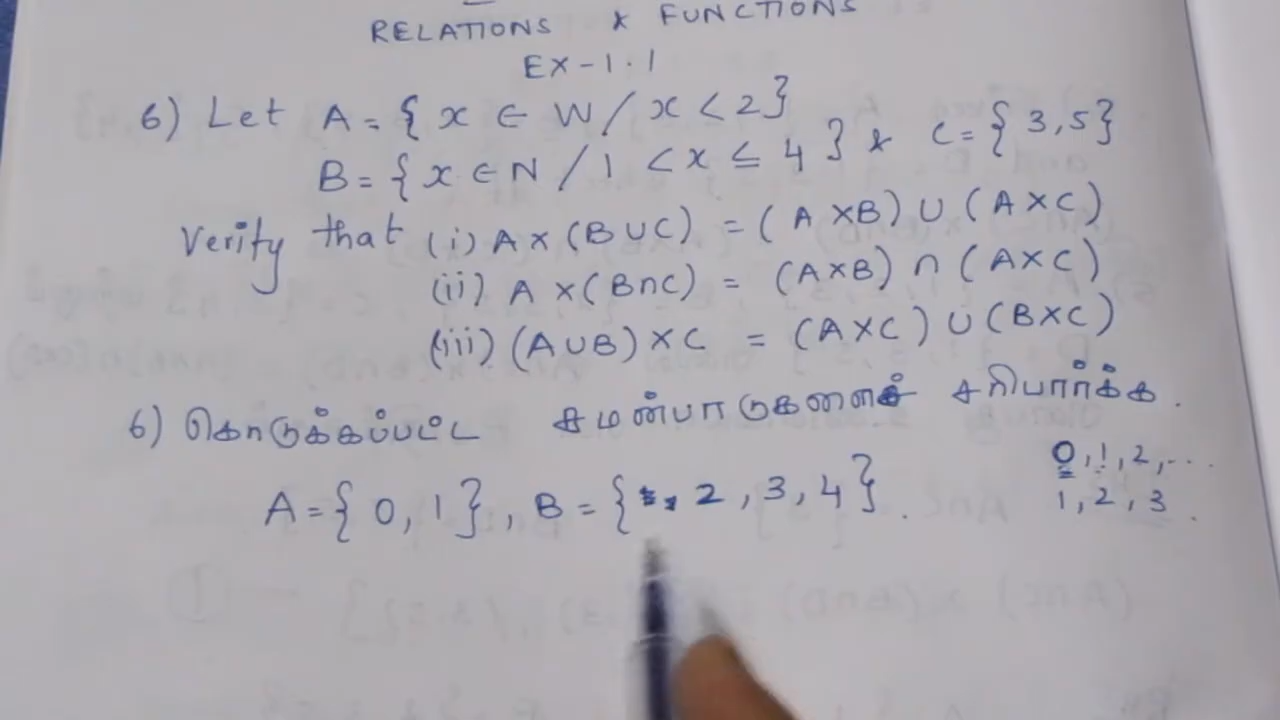 RELATIONS & FUNCTIONS
EX-1.1
6) Let A = { x ∈ W / x < 2 }
B = { x ∈ N / 1 < x ≤ 4 } & C = { 3, 5 }
Verify that (i) A × (B ∪ C) = (A × B) ∪ (A × C)
(ii) A × (B ∩ C) = (A × B) ∩ (A × C)
(iii) (A ∪ B) × C = (A × C) ∪ (B × C)
6) கொடுக்கப்பட்ட சமன்பாடுகளைச் சரிபார்க்க.
0, 1, 2, ...
A = { 0, 1 }, B = { 2, 3, 4 }.
1, 2, 3 .